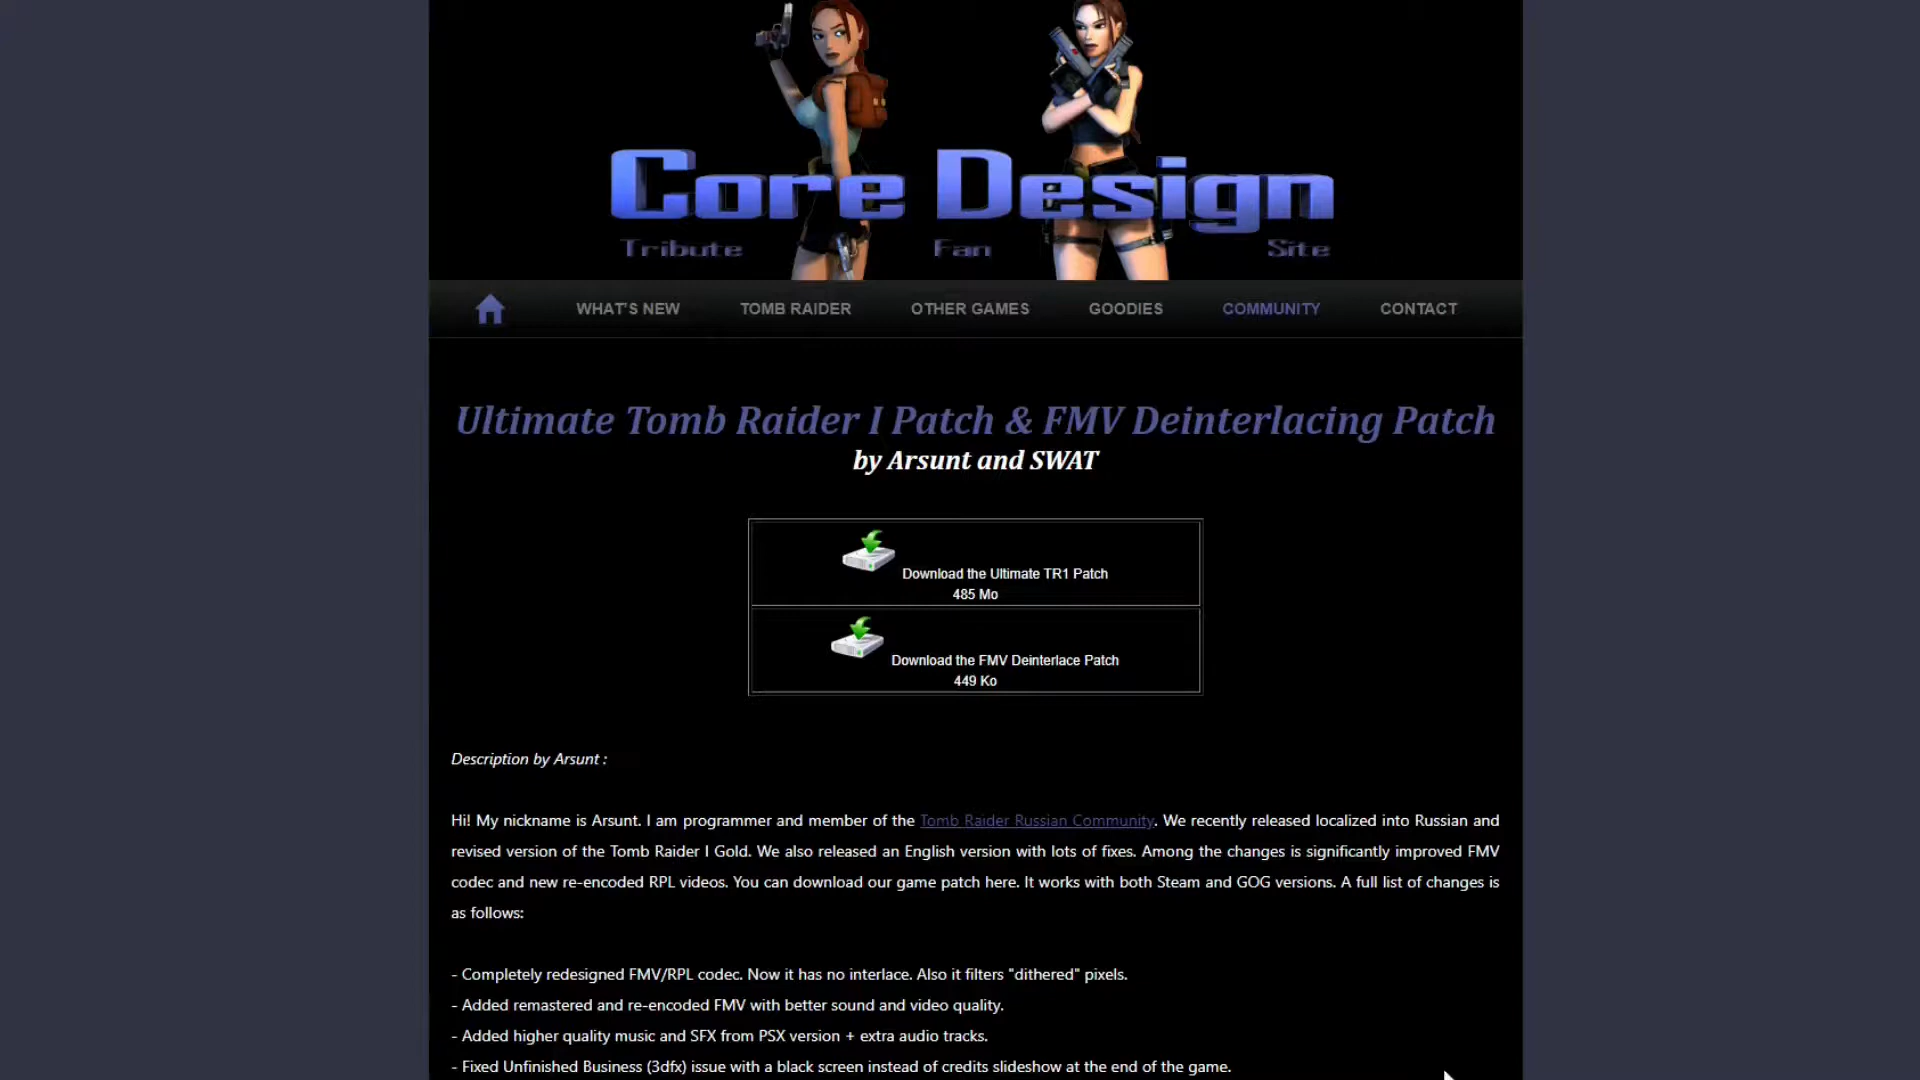 Core Design
Tribute Fan Site
WHAT'S NEW TOMB RAIDER OTHER GAMES GOODIES COMMUNITY CONTACT
Ultimate Tomb Raider I Patch & FMV Deinterlacing Patch
by Arsunt and SWAT
Download the Ultimate TR1 Patch
485 Mo
Download the FMV Deinterlace Patch
449 Ko
Description by Arsunt :
Hi! My nickname is Arsunt. I am programmer and member of the Tomb Raider Russian Community. We recently released localized into Russian and
revised version of the Tomb Raider I Gold. We also released an English version with lots of fixes. Among the changes is significantly improved FMV
codec and new re-encoded RPL videos. You can download our game patch here. It works with both Steam and GOG versions. A full list of changes is
as follows:
- Completely redesigned FMV/RPL codec. Now it has no interlace. Also it filters "dithered" pixels.
- Added remastered and re-encoded FMV with better sound and video quality.
- Added higher quality music and SFX from PSX version + extra audio tracks.
- Fixed Unfinished Business (3dfx) issue with a black screen instead of credits slideshow at the end of the game.